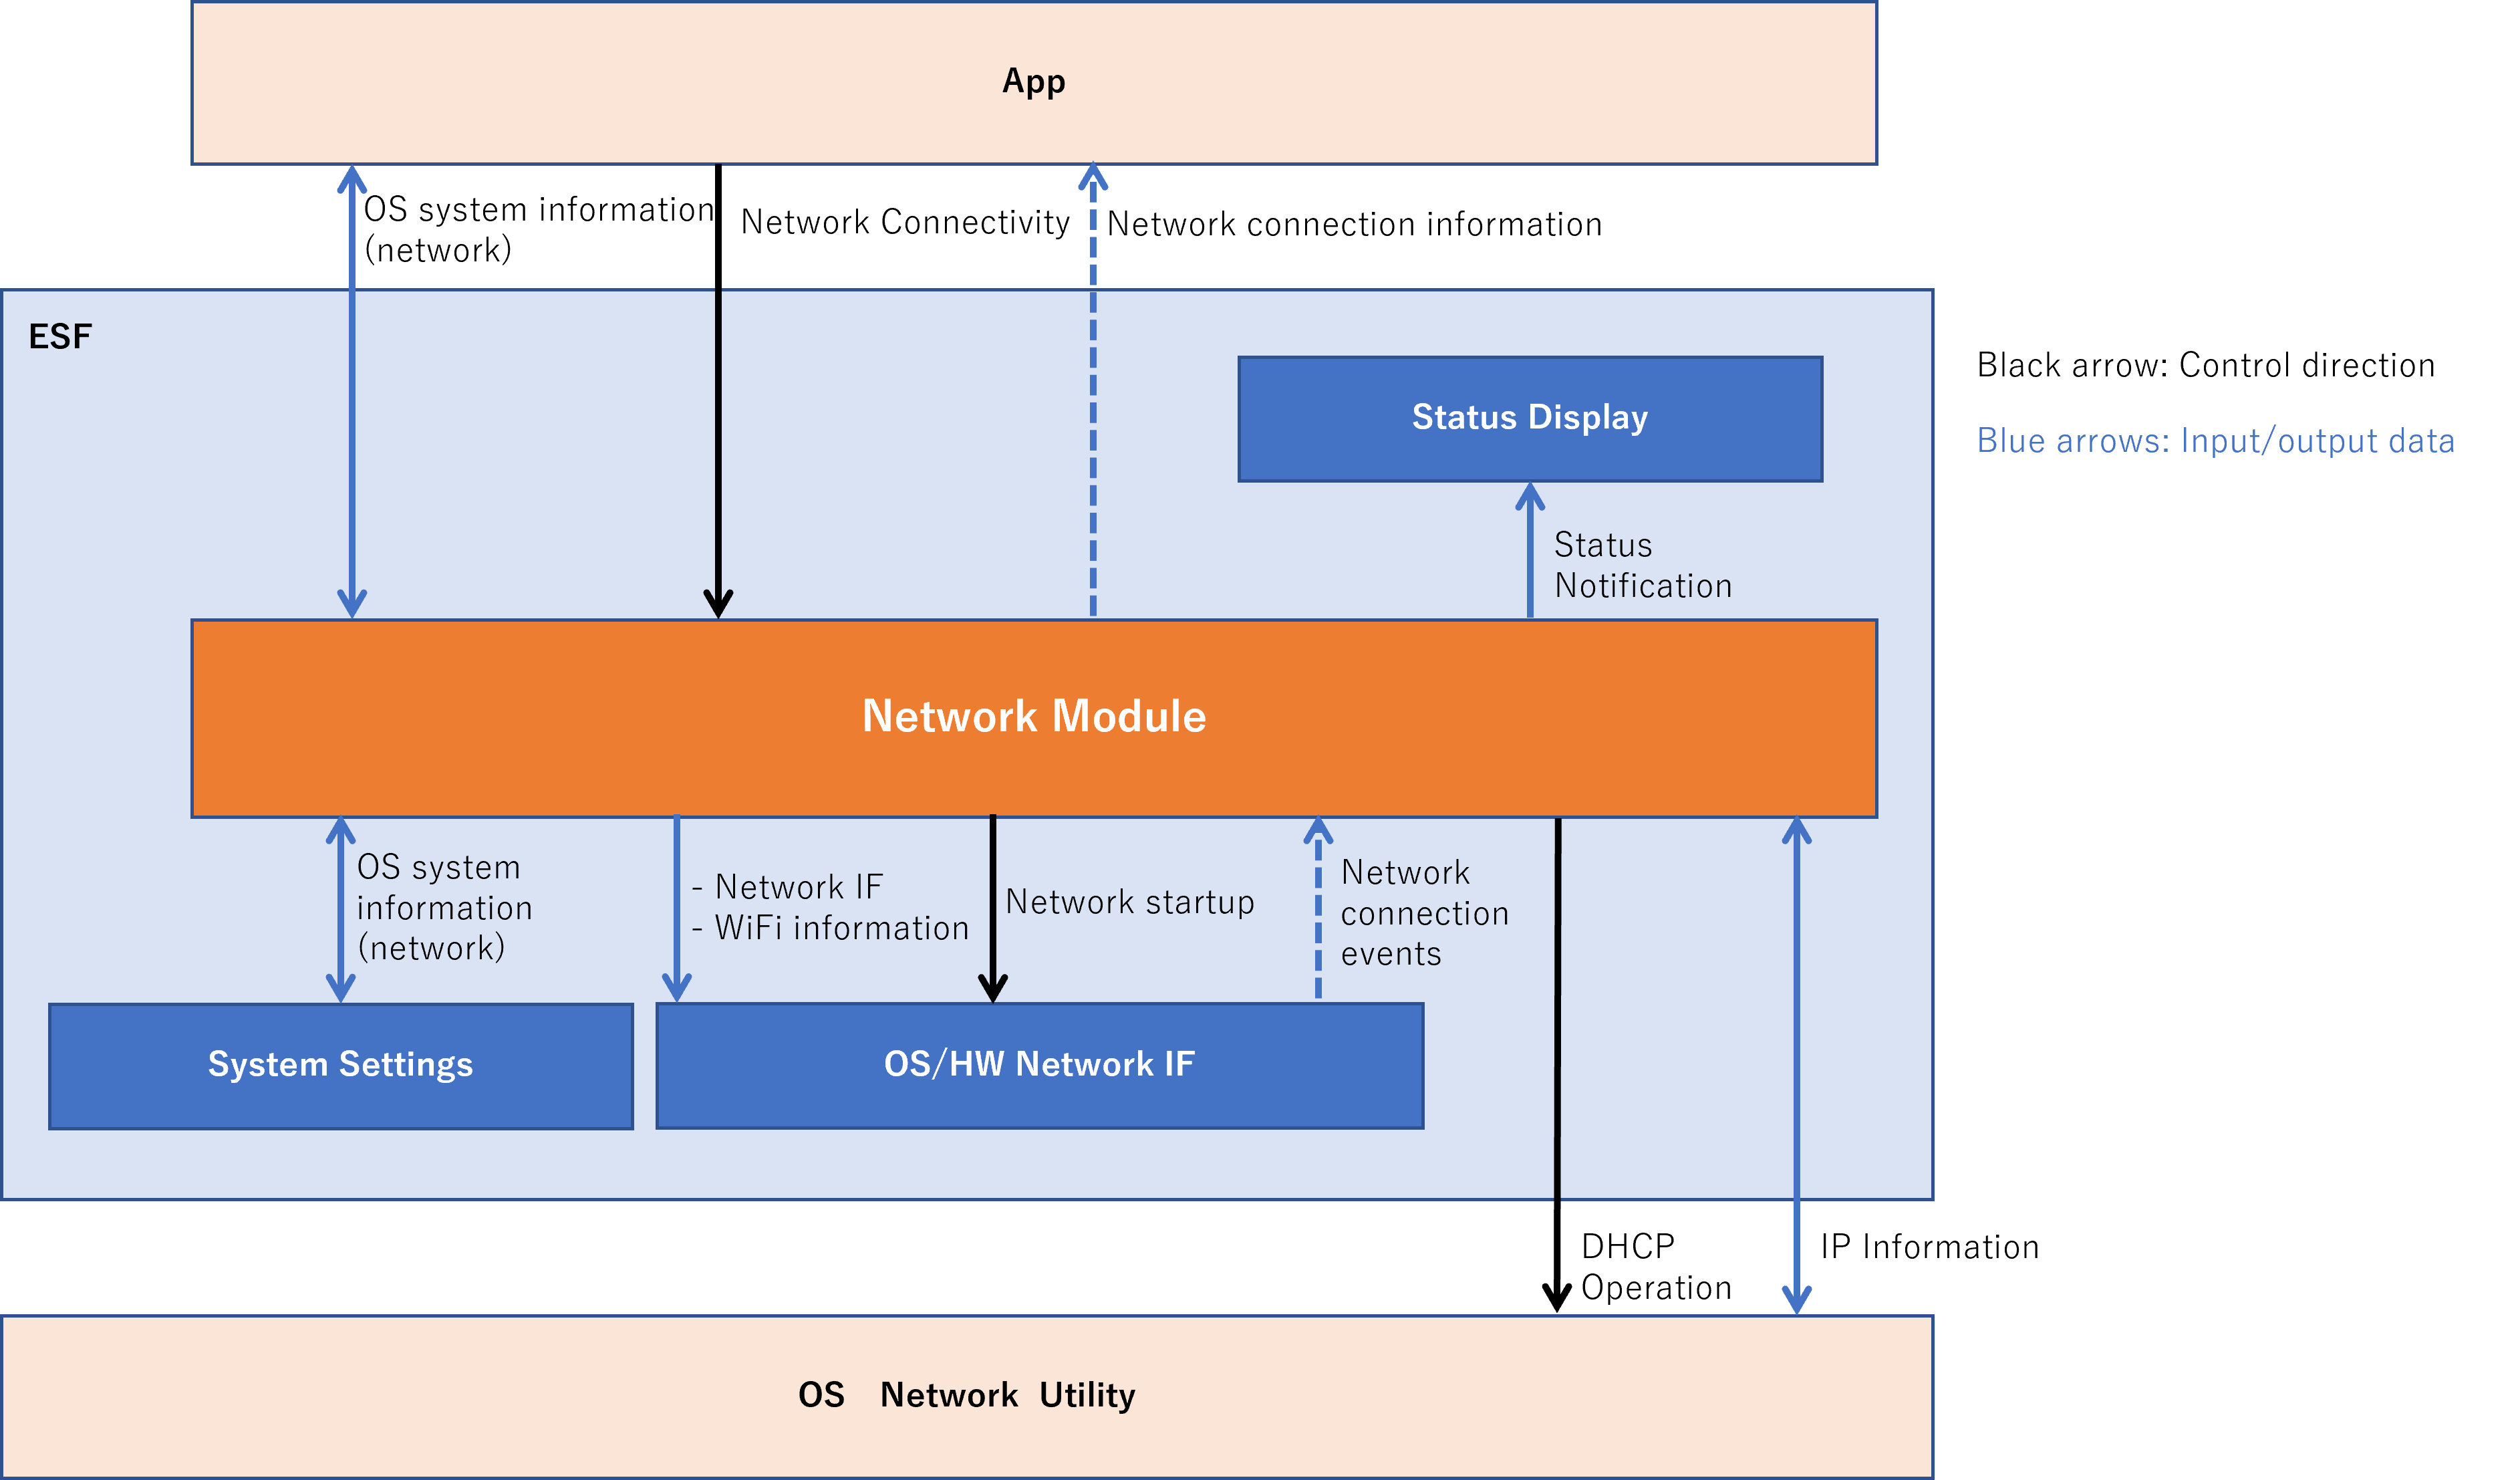 App
OS system information
(network)
Network Connectivity
Network connection information
ESF
Status Display
Black arrow: Control direction
Blue arrows: Input/output data
Status
Notification
Network Module
OS system
information
(network)
- Network IF
- WiFi information
Network startup
Network
connection
events
System Settings
OS/HW Network IF
DHCP
Operation
IP Information
OS Network Utility